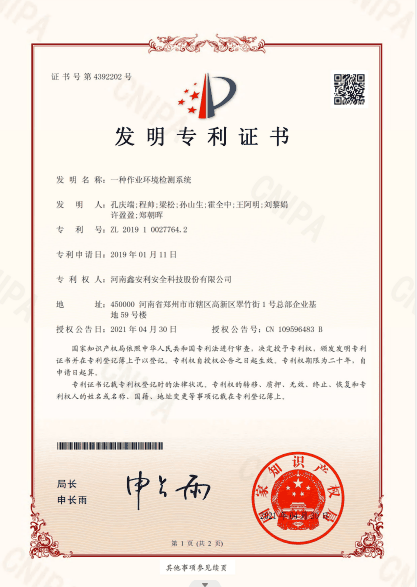 证书号第4392202号
发明专利证书
发明名称：一种作业环境检测系统
发明人：孔庆端;程帅;梁松;孙山生;霍全中;王阿明;刘黎娟
许盈盈;郑朝晖
专利号：ZL 2019 1 0027764.2
专利申请日：2019年01月11日
专利权人：河南鑫安利安全科技股份有限公司
地址：450000 河南省郑州市市辖区高新区翠竹街1号总部企业基
地59号楼
授权公告日：2021年04月30日 授权公告号：CN 109596483 B
国家知识产权局依照中华人民共和国专利法进行审查，决定授予专利权，颁发发明专利
证书并在专利登记簿上予以登记。专利权自授权公告之日起生效。专利权期限为二十年，自
申请日起算。
专利证书记载专利权登记时的法律状况。专利权的转移、质押、无效、终止、恢复和专
利权人的姓名或名称、国籍、地址变更等事项记载在专利登记簿上。
局长
申长雨
申长雨
国家知识产权局
2021年04月30日
第 1 页 (共 2 页)
其他事项参见续页
CNIPA